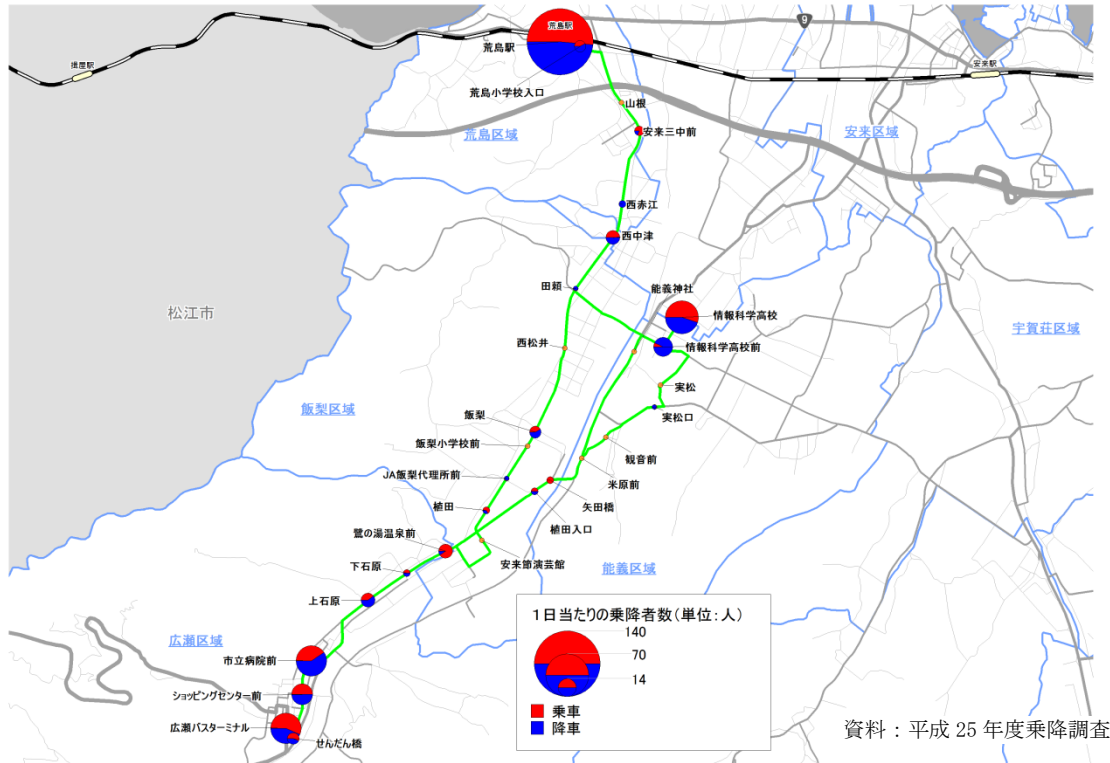 荒島駅
9
荒島駅
揖屋駅
安来駅
荒島小学校入口
山根
安来三中前
荒島区域
安来区域
西赤江
西中津
田頼
能義神社
情報科学高校
松江市
宇賀荘区域
西松井
情報科学高校前
実松
飯梨区域
飯梨
実松口
飯梨小学校前
観音前
JA飯梨代理所前
米原前
植田
矢田橋
植田入口
鷺の湯温泉前
安来節演芸館
下石原
能義区域
上石原
1日当たりの乗降者数(単位:人)
140
70
14
乗車
降車
広瀬区域
市立病院前
ショッピングセンター前
広瀬バスターミナル
せんだん橋
資料：平成 25 年度乗降調査